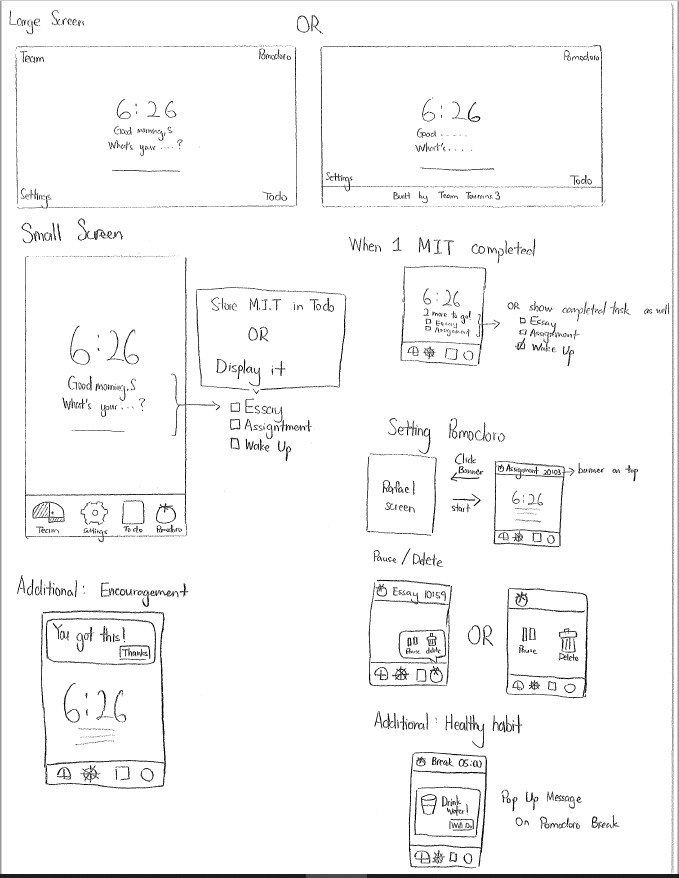 Large Screen
OR
Team
Pomodoro
6:26
Good morning, S
What's your ....?
Settings
Todo
Pomodoro
6:26
Good .....
What's....
Settings
Todo
Built by Team Tourims 3
Small Screen
6:26
Good morning, S
What's your ...?
Team
Settings
To do
Pomodoro
Store M.I.T in Todo
OR
Display it
Essay
Assigntment
Wake Up
When 1 MIT completed
6:26
2 more to go!
Essay
Assignment
OR show completed task as well
Essay
Assignment
Wake Up
Setting Pomodoro
Rafael
screen
Click
Banner
start
Assignment 20:03
banner on top
6:26
Pause / Delete
Essay 10:59
Pause
delete
OR
Pause
Delete
Additional: Encouragement
You got this!
Thanks
6:26
Additional: Healthy habit
Break 05:00
Drink
Water!
Will Do
Pop Up Message
On Pomodoro Break